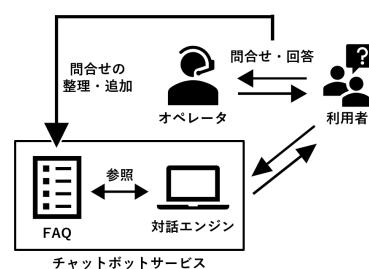 問合せの
整理・追加
問合せ・回答
?
オペレータ
利用者
参照
FAQ
対話エンジン
チャットボットサービス